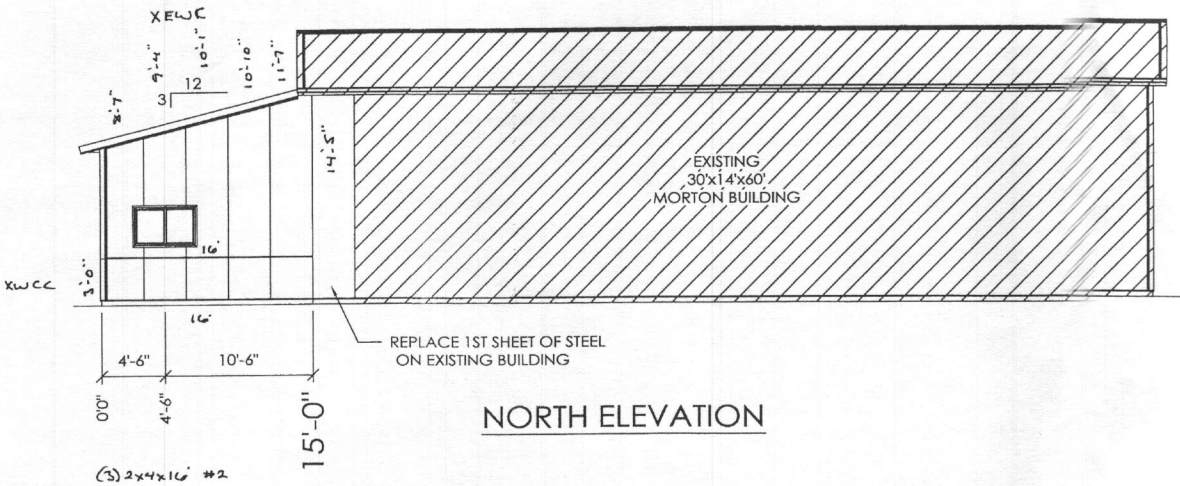 XEWC
8'-7"
9'-4"
10'-1"
10'-10"
11'-7"
12
3
14'-5"
EXISTING
30'x14'x60'
MORTON BUILDING
16'
XWCC
3'-0"
16'
REPLACE 1ST SHEET OF STEEL
ON EXISTING BUILDING
4'-6"
10'-6"
0'0"
4'-6"
15'-0"
NORTH ELEVATION
(3) 2x4x16' #2